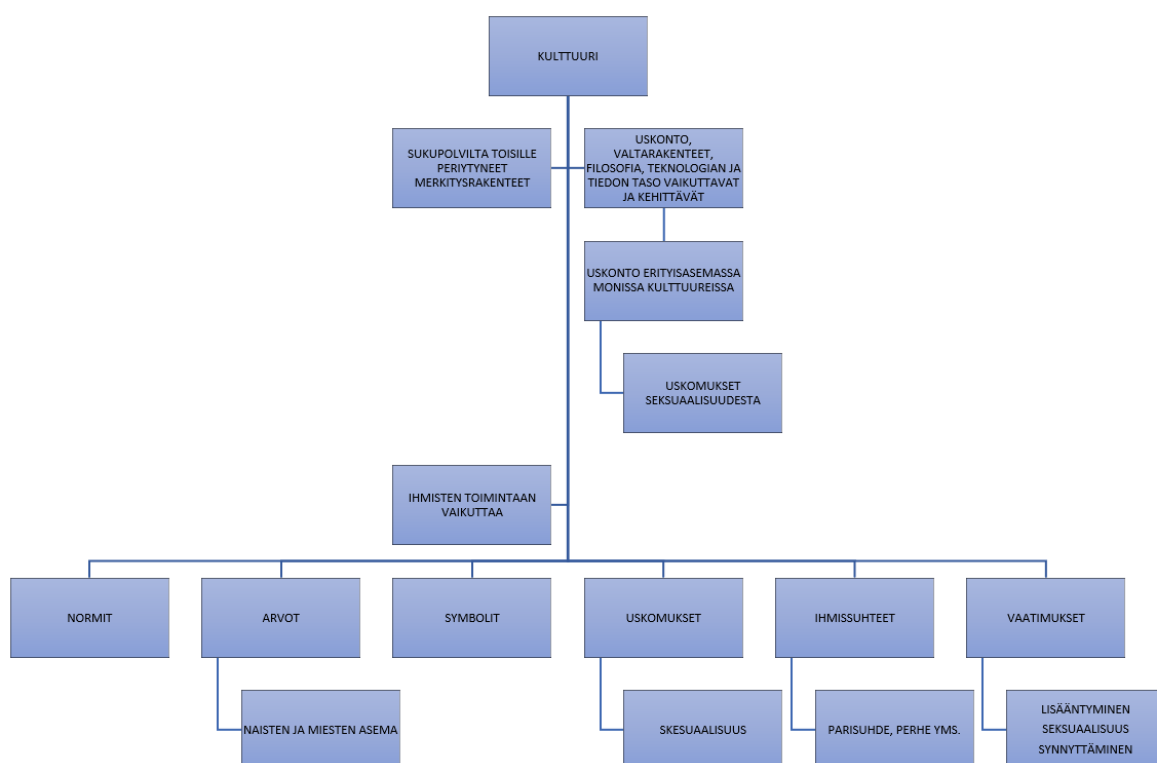 KULTTUURI
SUKUPOLVILTA TOISILLE
PERIYTYNEET
MERKITYSRAKENTEET
USKONTO,
VALTARAKENTEET,
FILOSOFIA, TEKNOLOGIAN JA
TIEDON TASO VAIKUTTAVAT
JA KEHITTÄVÄT
USKONTO ERITYISASEMASSA
MONISSA KULTTUUREISSA
USKOMUKSET
SEKSUAALISUUDESTA
IHMISTEN TOIMINTAAN
VAIKUTTAA
NORMIT
ARVOT
SYMBOLIT
USKOMUKSET
IHMISSUHTEET
VAATIMUKSET
NAISTEN JA MIESTEN ASEMA
SKESUAALISUUS
PARISUHDE, PERHE YMS.
LISÄÄNTYMINEN
SEKSUAALISUUS
SYNNYTTÄMINEN